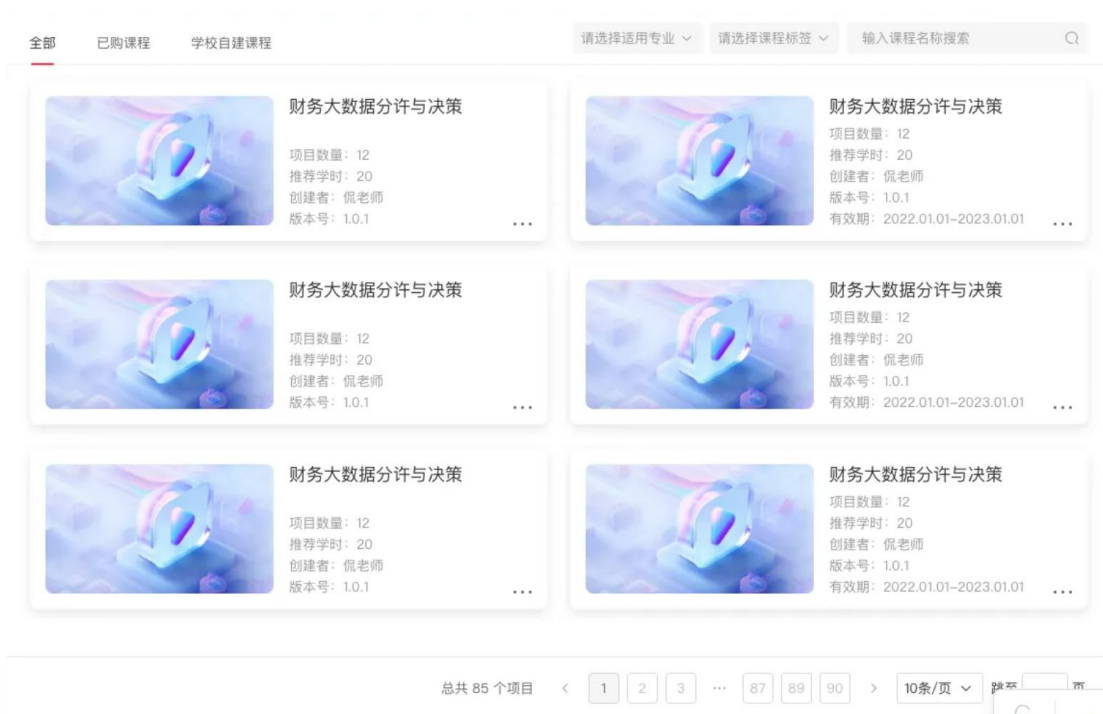 全部 已购课程 学校自建课程 请选择适用专业 请选择课程标签 输入课程名称搜索
财务大数据分许与决策
项目数量：12
推荐学时：20
创建者：侃老师
版本号：1.0.1
...
财务大数据分许与决策
项目数量：12
推荐学时：20
创建者：侃老师
版本号：1.0.1
有效期：2022.01.01-2023.01.01
...
财务大数据分许与决策
项目数量：12
推荐学时：20
创建者：侃老师
版本号：1.0.1
...
财务大数据分许与决策
项目数量：12
推荐学时：20
创建者：侃老师
版本号：1.0.1
有效期：2022.01.01-2023.01.01
...
财务大数据分许与决策
项目数量：12
推荐学时：20
创建者：侃老师
版本号：1.0.1
...
财务大数据分许与决策
项目数量：12
推荐学时：20
创建者：侃老师
版本号：1.0.1
有效期：2022.01.01-2023.01.01
...
总共 85 个项目 < 1 2 3 ··· 87 89 90 > 10条/页 跳至 页